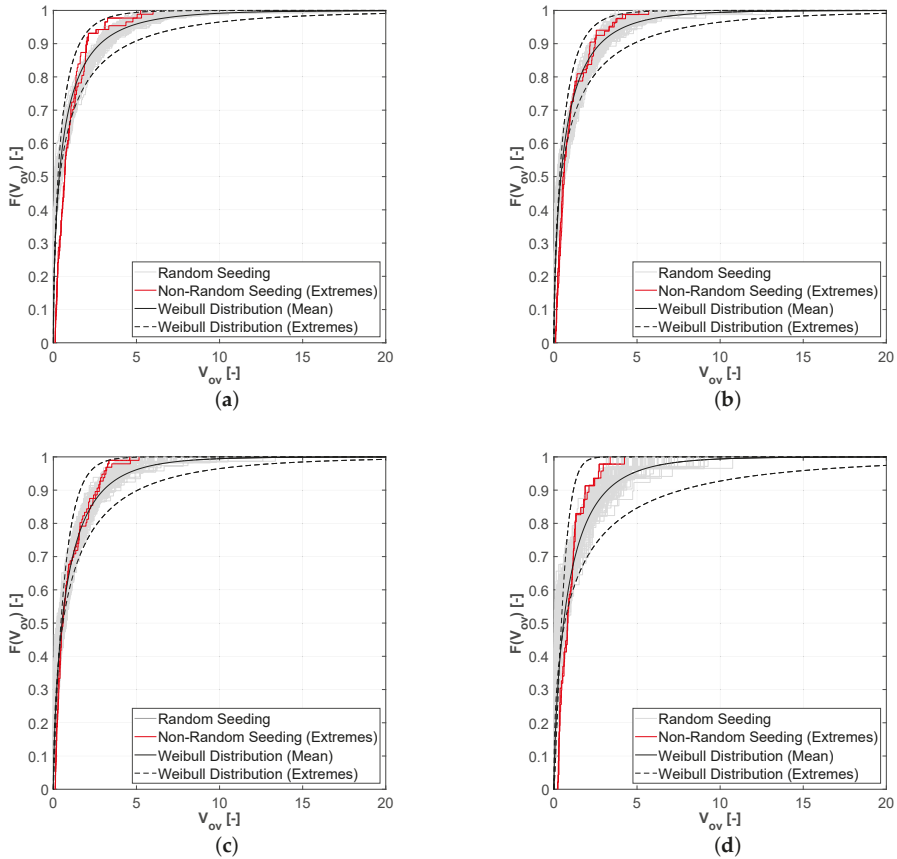 1
0.9
0.8
0.7
0.6
0.5
0.4
0.3
0.2
0.1
0
F(V_ov) [-]
Random Seeding
Non-Random Seeding (Extremes)
Weibull Distribution (Mean)
Weibull Distribution (Extremes)
0 5 10 15 20
V_ov [-]
(a)
1
0.9
0.8
0.7
0.6
0.5
0.4
0.3
0.2
0.1
0
F(V_ov) [-]
Random Seeding
Non-Random Seeding (Extremes)
Weibull Distribution (Mean)
Weibull Distribution (Extremes)
0 5 10 15 20
V_ov [-]
(b)
1
0.9
0.8
0.7
0.6
0.5
0.4
0.3
0.2
0.1
0
F(V_ov) [-]
Random Seeding
Non-Random Seeding (Extremes)
Weibull Distribution (Mean)
Weibull Distribution (Extremes)
0 5 10 15 20
V_ov [-]
(c)
1
0.9
0.8
0.7
0.6
0.5
0.4
0.3
0.2
0.1
0
F(V_ov) [-]
Random Seeding
Non-Random Seeding (Extremes)
Weibull Distribution (Mean)
Weibull Distribution (Extremes)
0 5 10 15 20
V_ov [-]
(d)